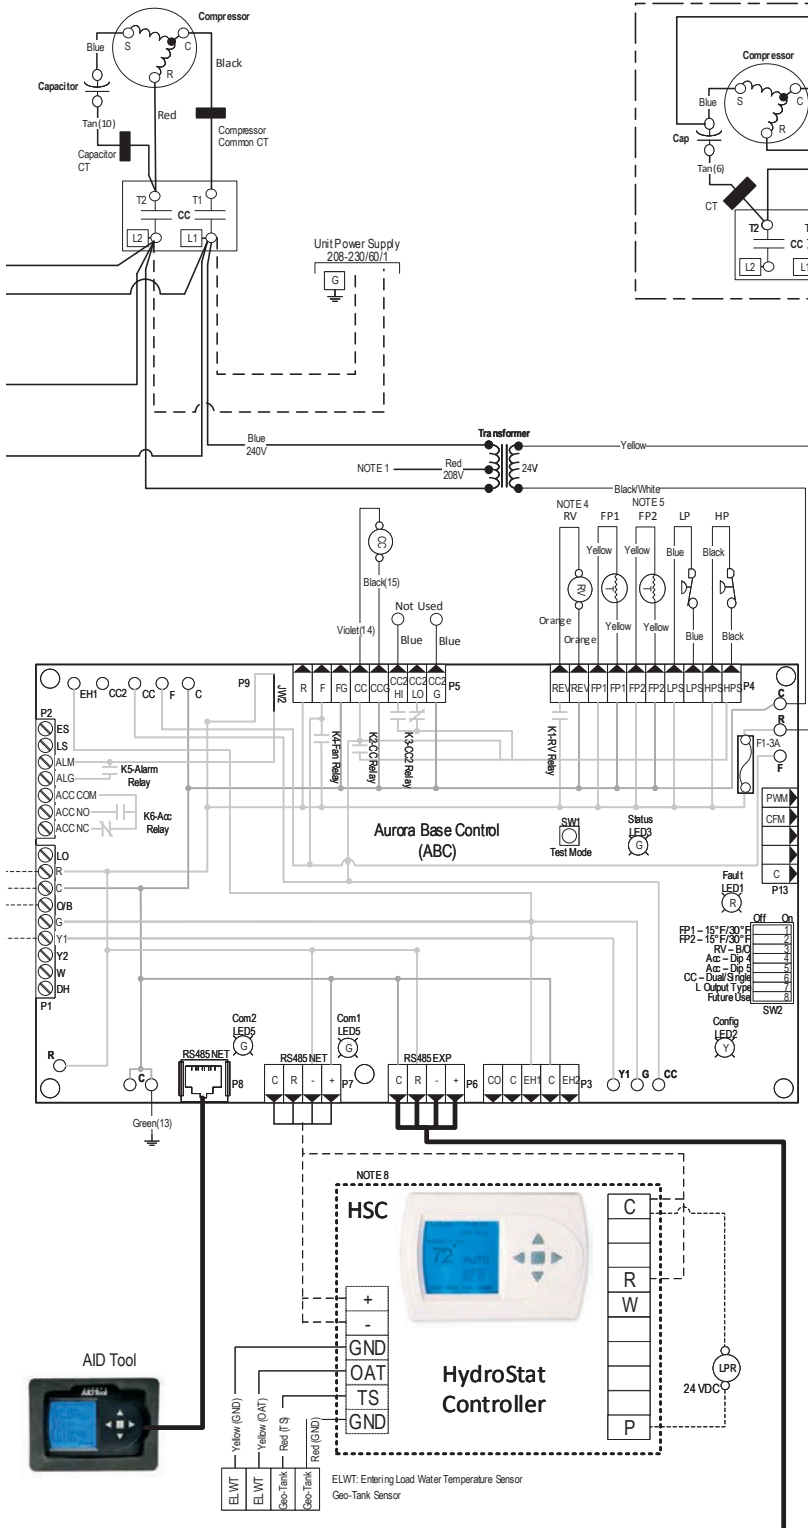 Compressor
Blue
S
C
R
Black
Capacitor
Red
Tan(10)
Compressor
Common CT
Capacitor
CT
T2
T1
CC
L2
L1
Unit Power Supply
208-230/60/1
G
Compressor
Blue
S
C
R
Cap
Tan(6)
CT
T2
CC
L2
Blue
240V
Transformer
Yellow
NOTE 1
Red
208V
24V
Black/White
NOTE 4
NOTE 5
RV
FP1
FP2
LP
HP
CC
Yellow
Yellow
Blue
Black
Black(15)
RV
T
T
Not Used
Orange
Violet(14)
Blue
Blue
Orange
Yellow
Yellow
Blue
Black
EH1
CC2
CC
F
C
P9
JW2
R
F
FG
CC
CCG
CC2
HI
CC2
LO
CC2
G
P5
REV
REV
FP1
FP1
FP2
FP2
LPS
LPS
HPS
HPS
P4
C
R
F1-3A
F
P2
ES
LS
ALM
ALG
ACC COM
ACC NO
ACC NC
K5-Alarm
Relay
K6-Acc
Relay
K4-Fan Relay
K2-CC Relay
K3-CC2 Relay
K1-RV Relay
Aurora Base Control
(ABC)
SW1
Test Mode
Status
LED3
G
PWM
CFM
C
P13
LO
R
C
O/B
G
Y1
Y2
W
DH
P1
Fault
LED1
R
Off
On
FP1 – 15°F/30°F
1
FP2 – 15°F/30°F
2
RV – B/O
3
Acc – Dip 4
4
Acc – Dip 5
5
CC – Dual/Single
6
L Output Type
7
Future Use
8
SW2
Com2
LED5
G
Com1
LED5
G
Config
LED2
Y
R
C
RS485 NET
P8
RS485 NET
C
R
-
+
P7
RS485 EXP
C
R
-
+
P6
CO
C
EH1
C
EH2
P3
Y1
G
CC
Green(13)
NOTE 8
HSC
72°
AUTO
C
R
W
P
+
-
GND
OAT
TS
GND
HydroStat
Controller
LPR
24 VDC
AID Tool
Yellow (GND)
Yellow (OAT)
Red (TS)
Red (GND)
ELWT
ELWT
Geo-Tank
Geo-Tank
ELWT: Entering Load Water Temperature Sensor
Geo-Tank Sensor